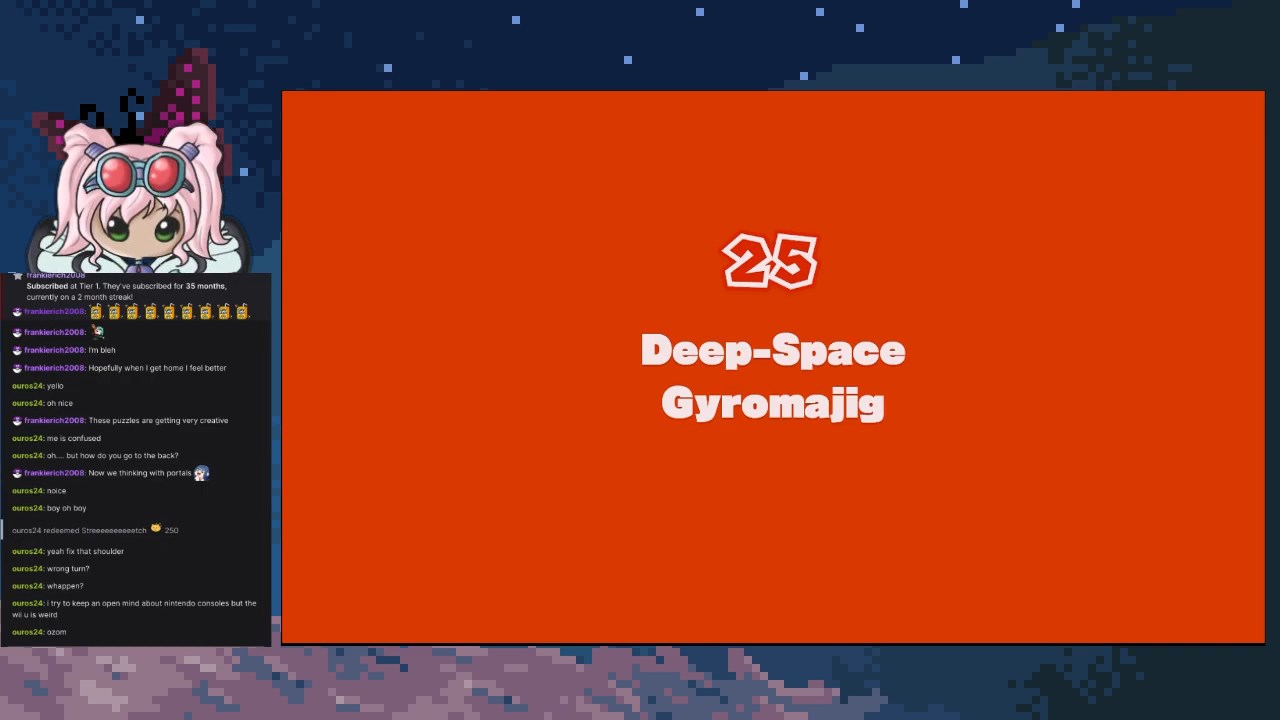 frankierich2008
Subscribed at Tier 1. They've subscribed for 35 months,
currently on a 2 month streak!
frankierich2008:
frankierich2008:
frankierich2008: I'm bleh
frankierich2008: Hopefully when I get home I feel better
ouros24: yello
ouros24: oh nice
frankierich2008: These puzzles are getting very creative
ouros24: me is confused
ouros24: oh.... but how do you go to the back?
frankierich2008: Now we thinking with portals
ouros24: noice
ouros24: boy oh boy
ouros24 redeemed Streeeeeeeeeetch 250
ouros24: yeah fix that shoulder
ouros24: wrong turn?
ouros24: whappen?
ouros24: i try to keep an open mind about nintendo consoles but the
wii u is weird
ouros24: ozom
25
Deep-Space
Gyromajig